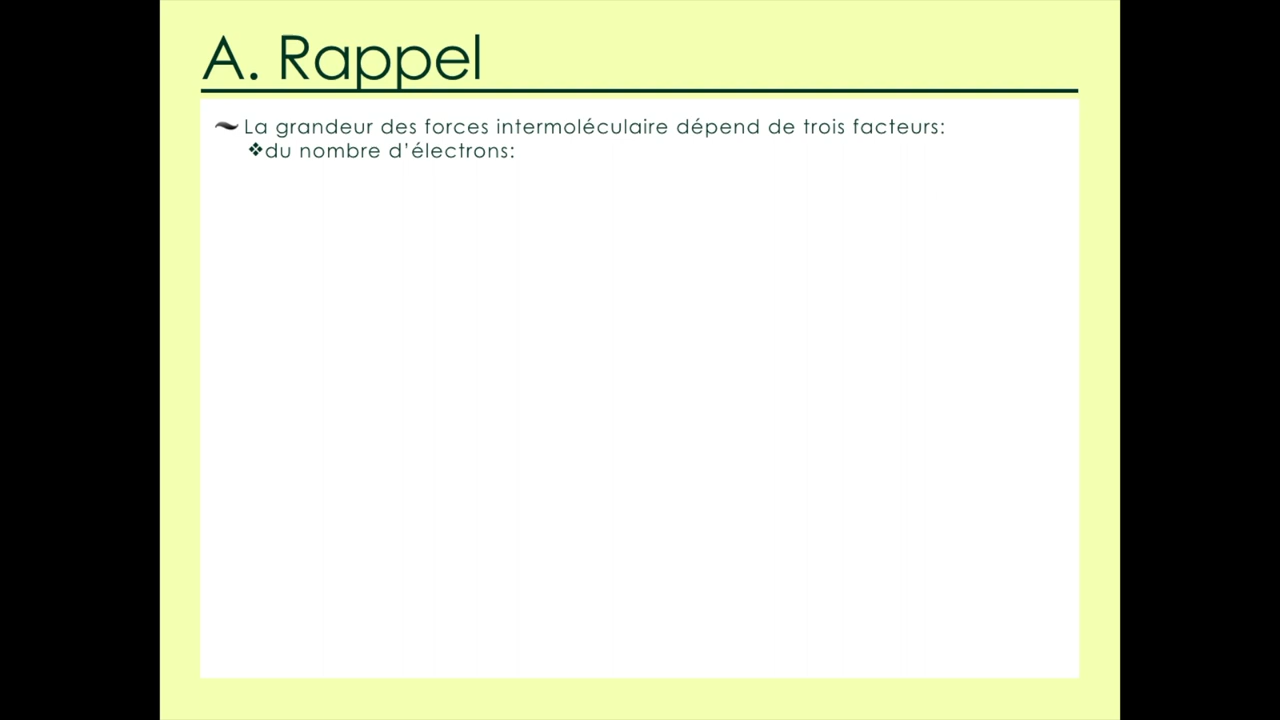 A. Rappel
La grandeur des forces intermoléculaire dépend de trois facteurs:
❖du nombre d'électrons: